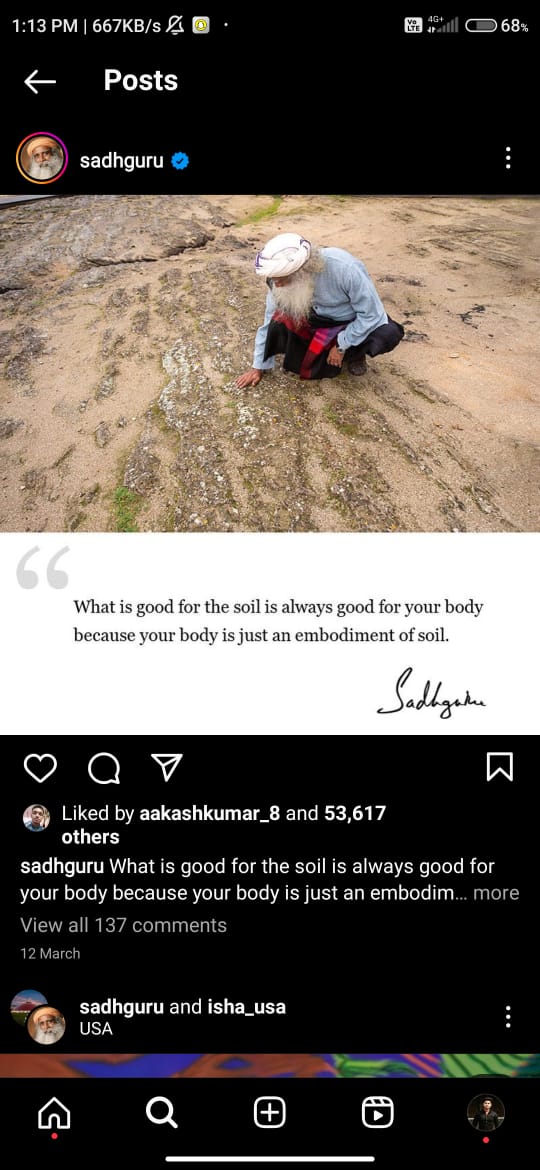 1:13 PM | 667KB/s
Vo LTE 4G+ 68%
Posts
sadhguru
What is good for the soil is always good for your body
because your body is just an embodiment of soil.
Sadhguru
Liked by aakashkumar_8 and 53,617
others
sadhguru What is good for the soil is always good for
your body because your body is just an embodim... more
View all 137 comments
12 March
sadhguru and isha_usa
USA